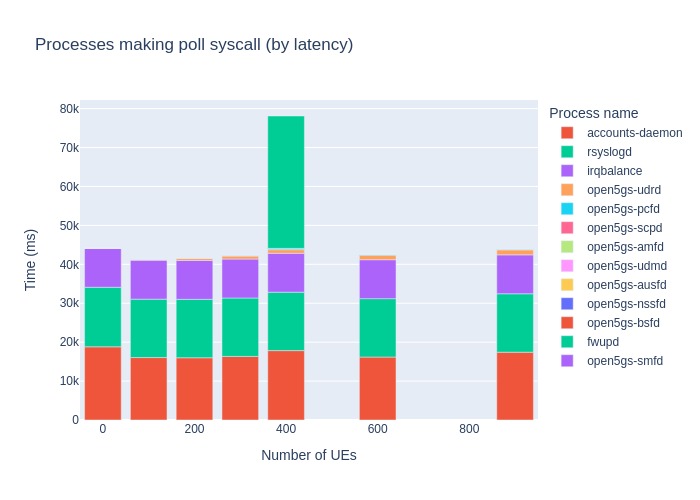 Processes making poll syscall (by latency)
80k
70k
60k
50k
40k
30k
20k
10k
0
Time (ms)
0
200
400
600
800
Number of UEs
Process name
accounts-daemon
rsyslogd
irqbalance
open5gs-udrd
open5gs-pcfd
open5gs-scpd
open5gs-amfd
open5gs-udmd
open5gs-ausfd
open5gs-nssfd
open5gs-bsfd
fwupd
open5gs-smfd